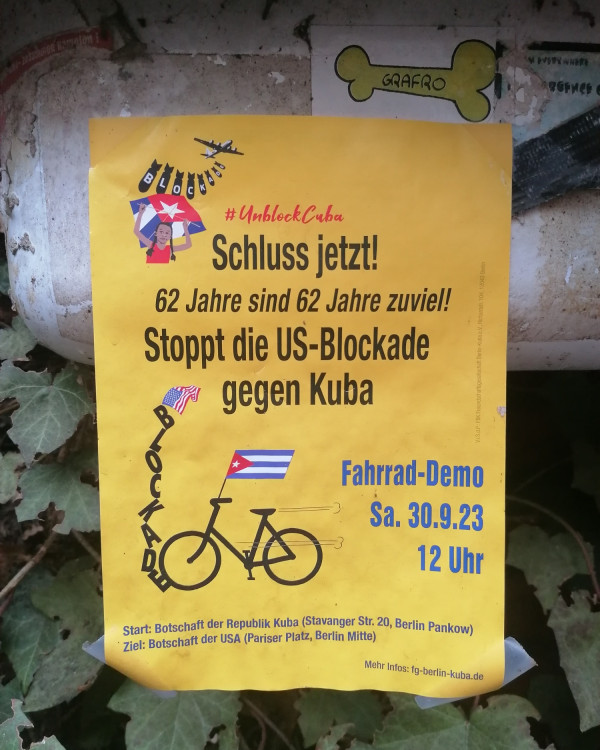 GRAFRO
BLOCKADE
#UnblockCuba
Schluss jetzt!
62 Jahre sind 62 Jahre zuviel!
Stoppt die US-Blockade
gegen Kuba
BLOCKADE
Fahrrad-Demo
Sa. 30.9.23
12 Uhr
Start: Botschaft der Republik Kuba (Stavanger Str. 20, Berlin Pankow)
Ziel: Botschaft der USA (Pariser Platz, Berlin Mitte)
Mehr Infos: fg-berlin-kuba.de